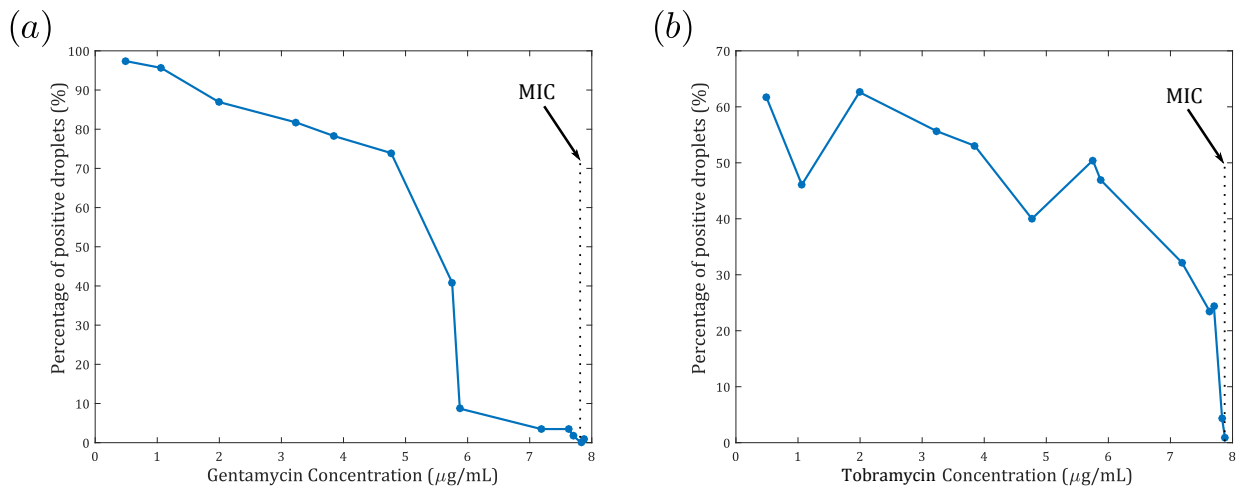 (a)
100
90
80
70
60
50
40
30
20
10
0
Percentage of positive droplets (%)
MIC
0 1 2 3 4 5 6 7 8
Gentamycin Concentration (μg/mL)
(b)
70
60
50
40
30
20
10
0
Percentage of positive droplets (%)
MIC
0 1 2 3 4 5 6 7 8
Tobramycin Concentration (μg/mL)